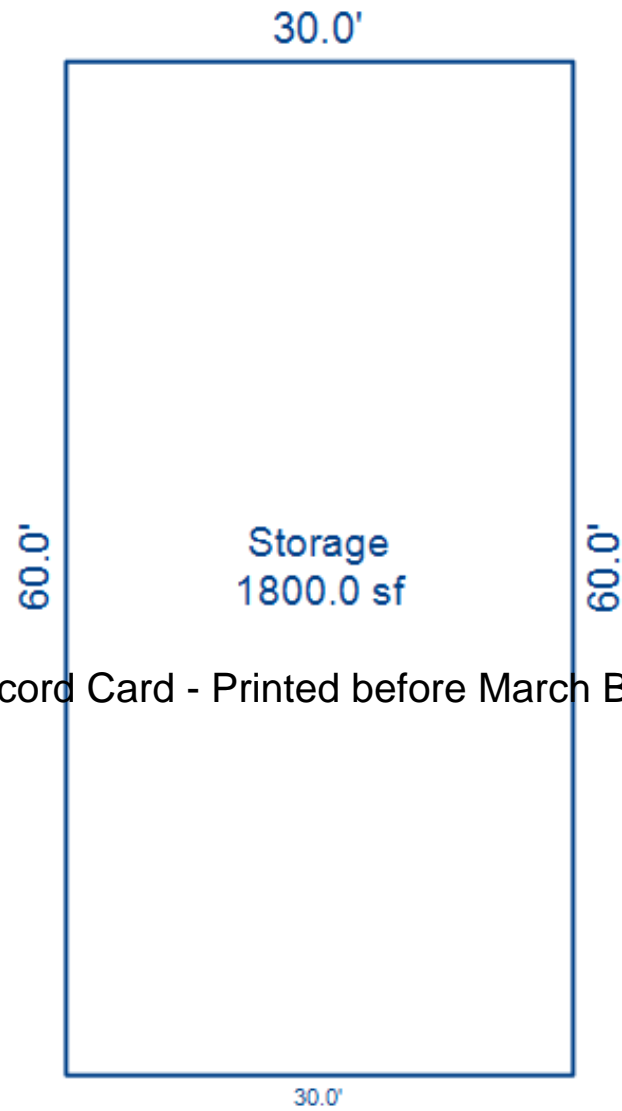 30.0'
60.0'
60.0'
Storage
1800.0 sf
cord Card - Printed before March B
30.0'